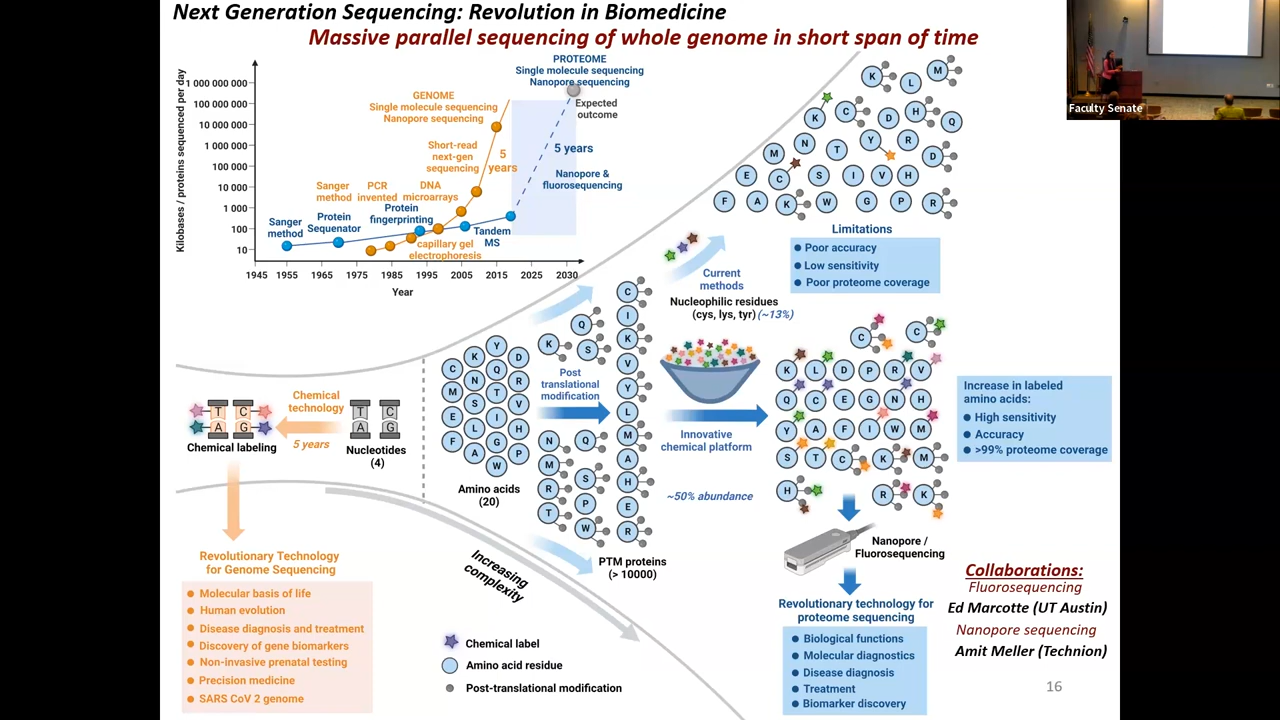 Next Generation Sequencing: Revolution in Biomedicine
Massive parallel sequencing of whole genome in short span of time
Faculty Senate
Kilobases / proteins sequenced per day
1 000 000 000
100 000 000
10 000 000
1 000 000
100 000
10 000
1 000
100
10
1945
1955
1965
1975
1985
1995
2005
2015
2025
2030
Year
PROTEOME
Single molecule sequencing
Nanopore sequencing
Expected
outcome
GENOME
Single molecule sequencing
Nanopore sequencing
Short-read
next-gen
sequencing
5
years
5 years
Nanopore &
fluorosequencing
Sanger
method
PCR
invented
DNA
microarrays
Sanger
method
Protein
Sequenator
Protein
fingerprinting
capillary gel
electrophoresis
Tandem
MS
K
L
M
K
C
D
H
Q
M
N
T
Y
R
D
E
C
S
I
V
H
F
A
K
W
G
P
R
Limitations
Poor accuracy
Low sensitivity
Poor proteome coverage
Current
methods
Nucleophilic residues
(cys, lys, tyr) (~13%)
T C
A G
Chemical labeling
Chemical
technology
5 years
T C
A G
Nucleotides
(4)
Y
K
D
C
Q
N
R
M
T
S
V
E
I
L
H
F
G
A
P
W
Amino acids
(20)
Q
K
S
Post
translational
modification
N
Q
M
S
R
P
T
W
C
I
K
V
Y
L
M
A
H
E
R
PTM proteins
(> 10000)
Innovative
chemical platform
~50% abundance
C
C
K L D P R V
Q C E G N H
Y A F I W M
S T C K M
H
R K
Increase in labeled
amino acids:
High sensitivity
Accuracy
>99% proteome coverage
Nanopore /
Fluorosequencing
Revolutionary technology for
proteome sequencing
Biological functions
Molecular diagnostics
Disease diagnosis
Treatment
Biomarker discovery
Increasing
complexity
Revolutionary Technology
for Genome Sequencing
Molecular basis of life
Human evolution
Disease diagnosis and treatment
Discovery of gene biomarkers
Non-invasive prenatal testing
Precision medicine
SARS CoV 2 genome
Chemical label
Amino acid residue
Post-translational modification
Collaborations:
Fluorosequencing
Ed Marcotte (UT Austin)
Nanopore sequencing
Amit Meller (Technion)
16